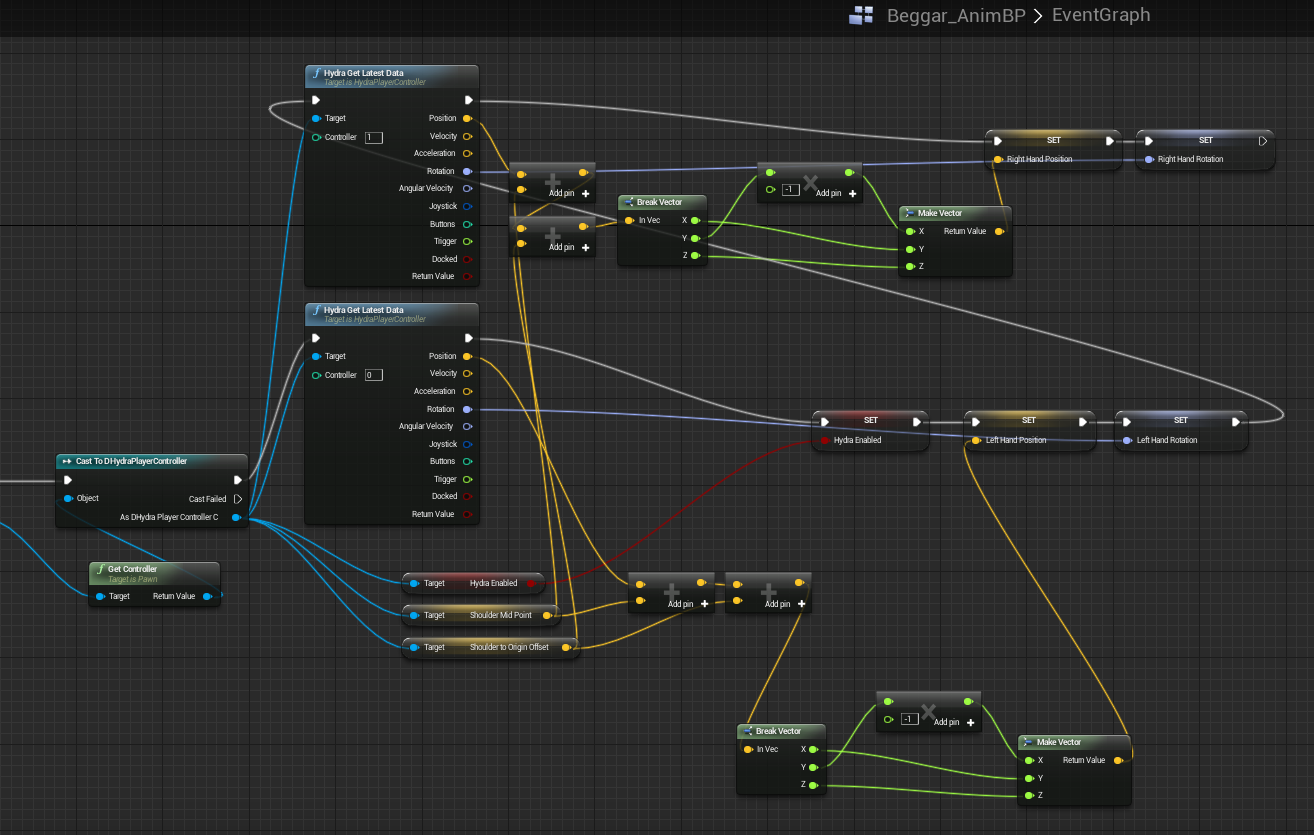 Beggar_AnimBP > EventGraph
Hydra Get Latest Data
Target is HydraPlayerController
Target
Controller 1
Position
Velocity
Acceleration
Rotation
Angular Velocity
Joystick
Buttons
Trigger
Docked
Return Value
Add pin
Add pin
Break Vector
In Vec
X
Y
Z
-1
Add pin
Make Vector
X
Y
Z
Return Value
SET
Right Hand Position
SET
Right Hand Rotation
Hydra Get Latest Data
Target is HydraPlayerController
Target
Controller 0
Position
Velocity
Acceleration
Rotation
Angular Velocity
Joystick
Buttons
Trigger
Docked
Return Value
SET
Hydra Enabled
SET
Left Hand Position
SET
Left Hand Rotation
Cast To DHydraPlayerController
Object
Cast Failed
As DHydra Player Controller C
Get Controller
Target is Pawn
Target Return Value
Target Hydra Enabled
Target Shoulder Mid Point
Target Shoulder to Origin Offset
Add pin
Add pin
Break Vector
In Vec
X
Y
Z
-1
Add pin
Make Vector
X
Y
Z
Return Value